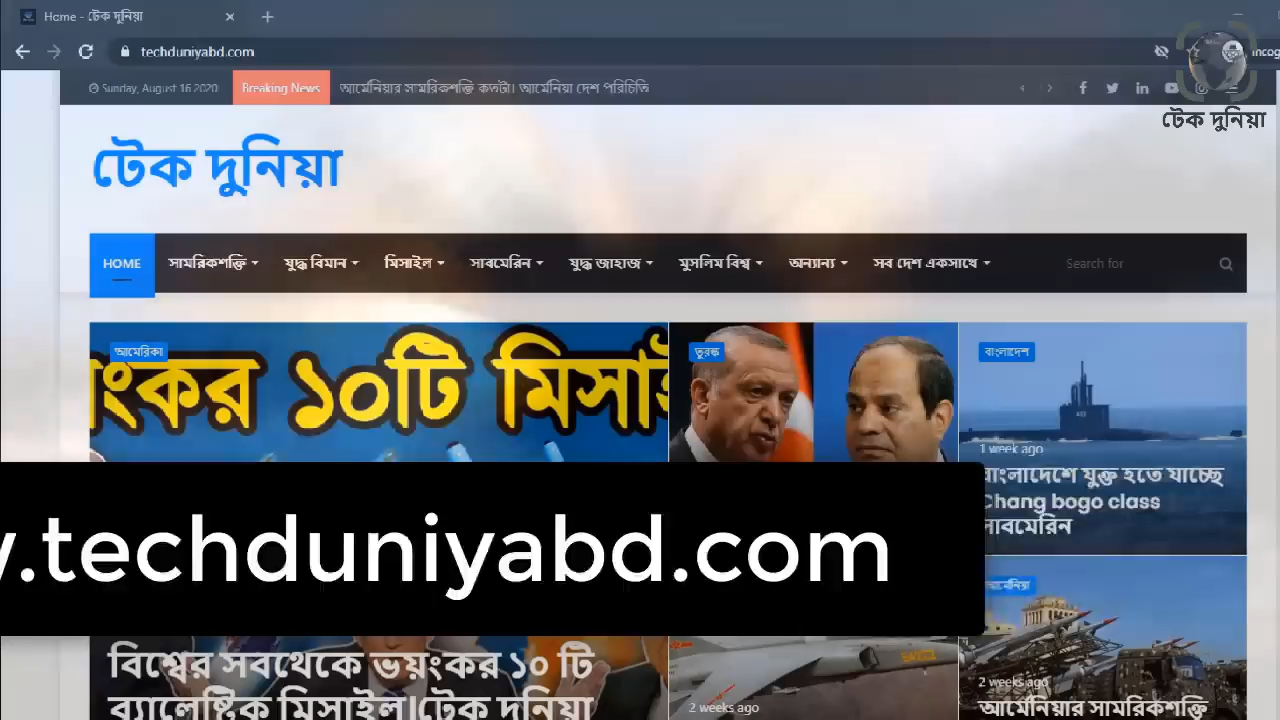 Home - টেক দুনিয়া
techduniyabd.com
Sunday, August 16 2020
Breaking News
আর্মেনিয়ার সামরিকশক্তি কতটা। আর্মেনিয়া দেশ পরিচিতি
টেক দুনিয়া
টেক দুনিয়া
HOME
সামরিকশক্তি
যুদ্ধ বিমান
মিসাইল
সাবমেরিন
যুদ্ধ জাহাজ
মুসলিম বিশ্ব
অন্যান্য
সব দেশ একসাথে
Search for
আমেরিকা
ংকর ১০টি মিসাই
তুরস্ক
বাংলাদেশ
1 week ago
বাংলাদেশে যুক্ত হতে যাচ্ছে
Chang bogo class
সাবমেরিন
.techduniyabd.com
আর্মেনিয়া
বিশ্বের সবথেকে ভয়ংকর ১০ টি
ব্যালেষ্টিক মিসাইল।টেক দুনিয়া
2 weeks ago
2 weeks ago
আর্মেনিয়ার সামরিকশক্তি